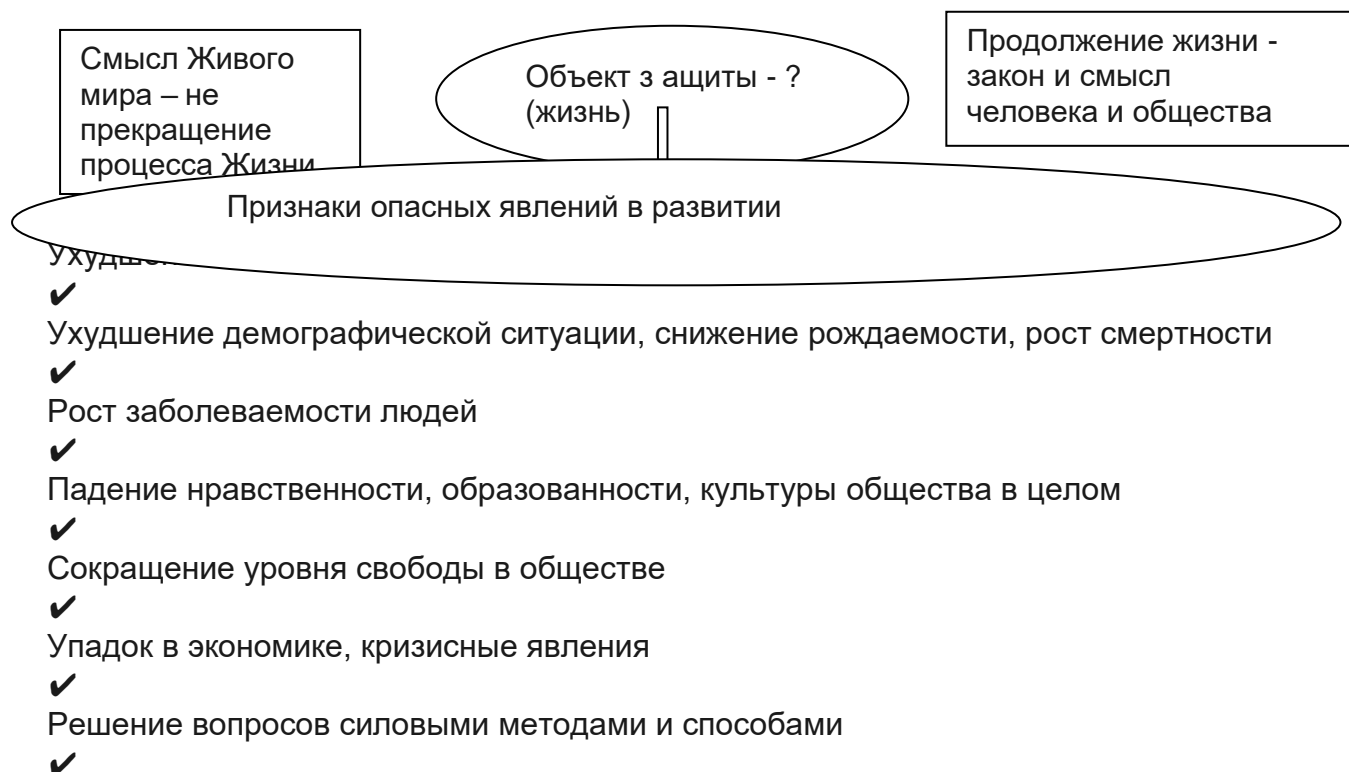 Смысл Живого
мира – не
прекращение
процесса Жизни
Объект з ащиты - ?
(жизнь)
Продолжение жизни -
закон и смысл
человека и общества
Признаки опасных явлений в развитии
✔
Ухудшение демографической ситуации, снижение рождаемости, рост смертности
✔
Рост заболеваемости людей
✔
Падение нравственности, образованности, культуры общества в целом
✔
Сокращение уровня свободы в обществе
✔
Упадок в экономике, кризисные явления
✔
Решение вопросов силовыми методами и способами
✔